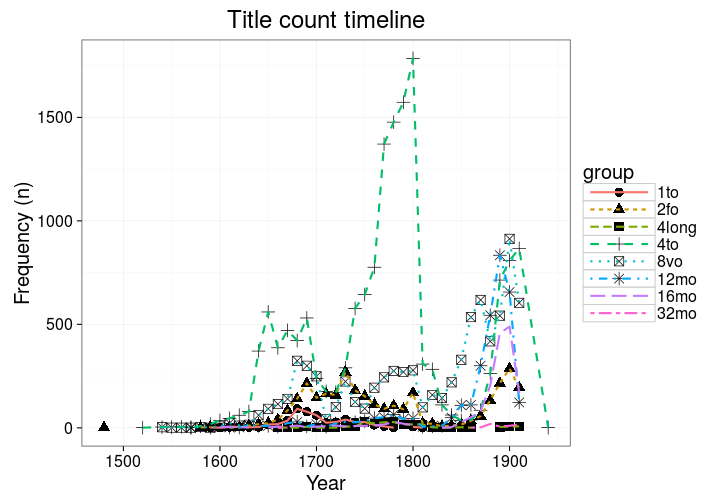 Title count timeline
Frequency (n)
1500
1000
500
0
1500 1600 1700 1800 1900
Year
group
1to
2fo
4long
4to
8vo
12mo
16mo
32mo